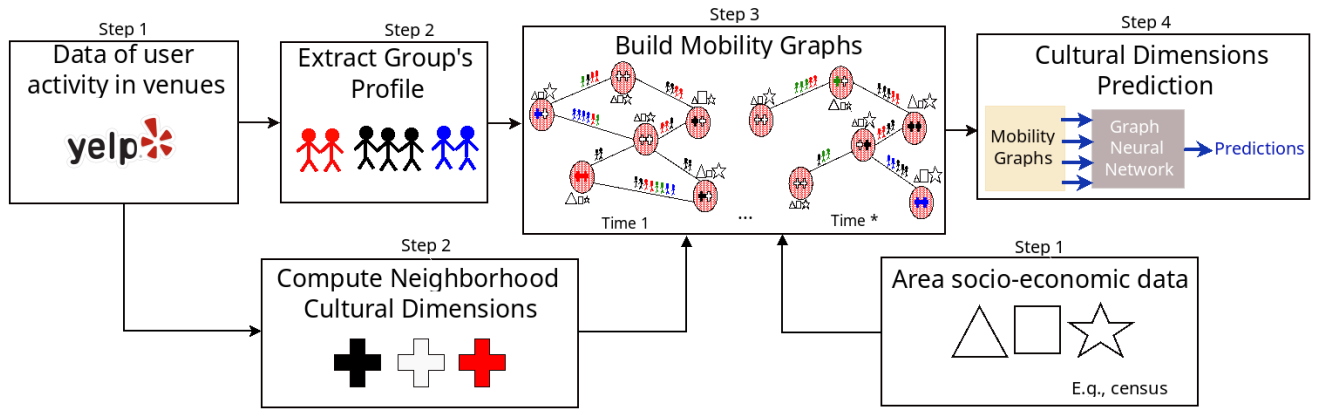 Step 1
Data of user
activity in venues
yelp
Step 2
Extract Group's
Profile
Step 3
Build Mobility Graphs
Time 1
...
Time *
Step 4
Cultural Dimensions
Prediction
Mobility
Graphs
Graph
Neural
Network
Predictions
Step 2
Compute Neighborhood
Cultural Dimensions
Step 1
Area socio-economic data
E.g., census